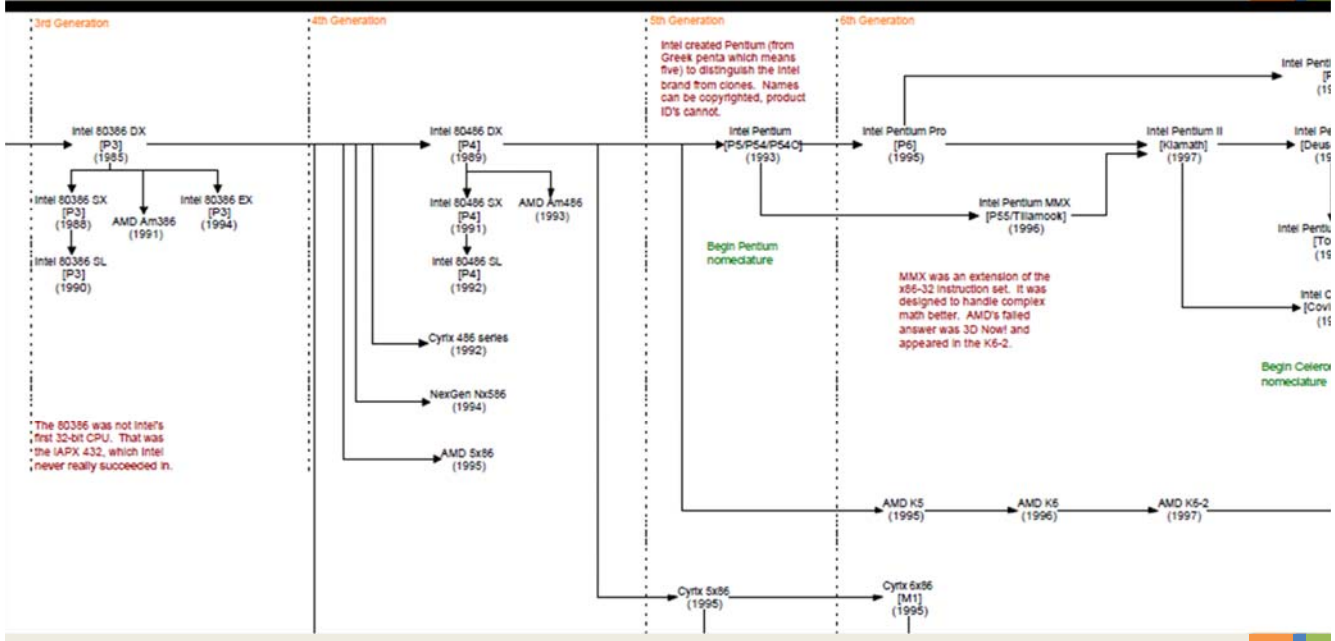 3rd Generation
4th Generation
5th Generation
6th Generation
Intel created Pentium (from
Greek penta which means
five) to distinguish the Intel
brand from clones. Names
can be copyrighted, product
ID's cannot.
Intel 80386 DX
[P3]
(1985)
Intel 80386 SX
[P3]
(1988)
AMD Am386
(1991)
Intel 80386 EX
[P3]
(1994)
Intel 80386 SL
[P3]
(1990)
The 80386 was not Intel's
first 32-bit CPU. That was
the iAPX 432, which Intel
never really succeeded in.
Intel 80486 DX
[P4]
(1989)
Intel 80486 SX
[P4]
(1991)
AMD Am486
(1993)
Intel 80486 SL
[P4]
(1992)
Cyrix 486 series
(1992)
NexGen Nx586
(1994)
AMD 5x86
(1995)
Intel Pentium
[P5/P54/P54C]
(1993)
Begin Pentium
nomeclature
Cyrix 5x86
(1995)
Intel Pentium Pro
[P6]
(1995)
Intel Pentium MMX
[P55/Tillamook]
(1996)
Intel Pentium II
[Klamath]
(1997)
MMX was an extension of the
x86-32 instruction set. It was
designed to handle complex
math better. AMD's failed
answer was 3D Now! and
appeared in the K6-2.
AMD K5
(1995)
AMD K6
(1996)
AMD K6-2
(1997)
Cyrix 6x86
[M1]
(1995)
Intel
Intel
Intel
Intel
Begin
nomeclature